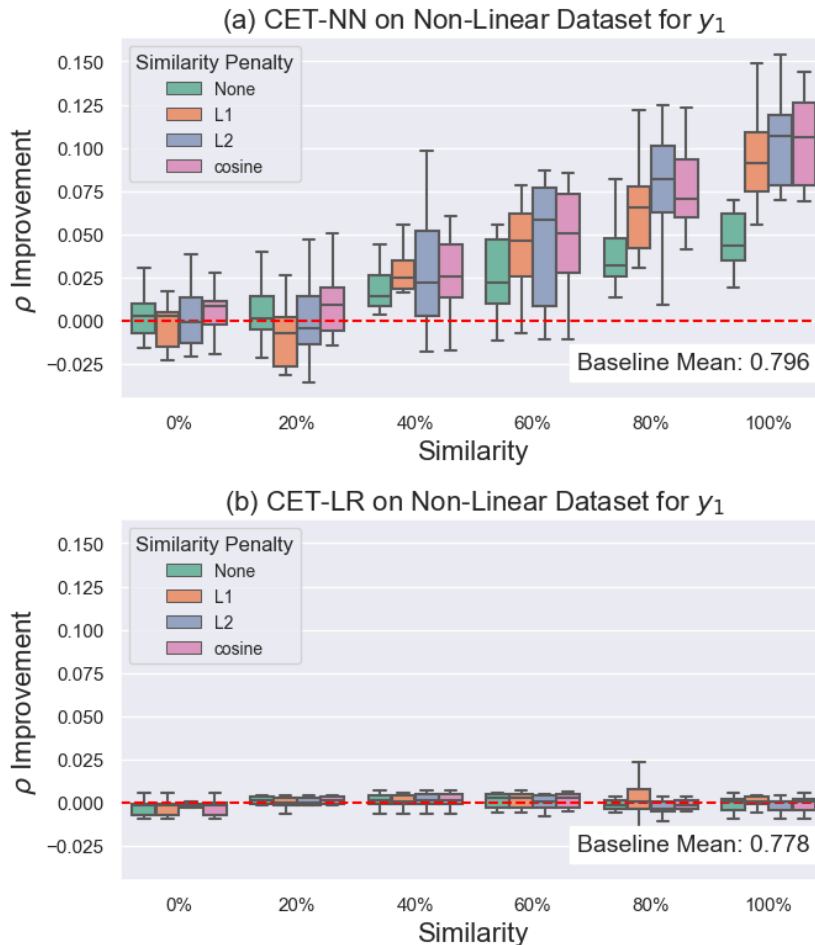 (a) CET-NN on Non-Linear Dataset for y₁
Similarity Penalty
None
L1
L2
cosine
0.150
0.125
0.100
0.075
0.050
0.025
0.000
−0.025
ρ Improvement
Baseline Mean: 0.796
0% 20% 40% 60% 80% 100%
Similarity
(b) CET-LR on Non-Linear Dataset for y₁
Similarity Penalty
None
L1
L2
cosine
0.150
0.125
0.100
0.075
0.050
0.025
0.000
−0.025
ρ Improvement
Baseline Mean: 0.778
0% 20% 40% 60% 80% 100%
Similarity